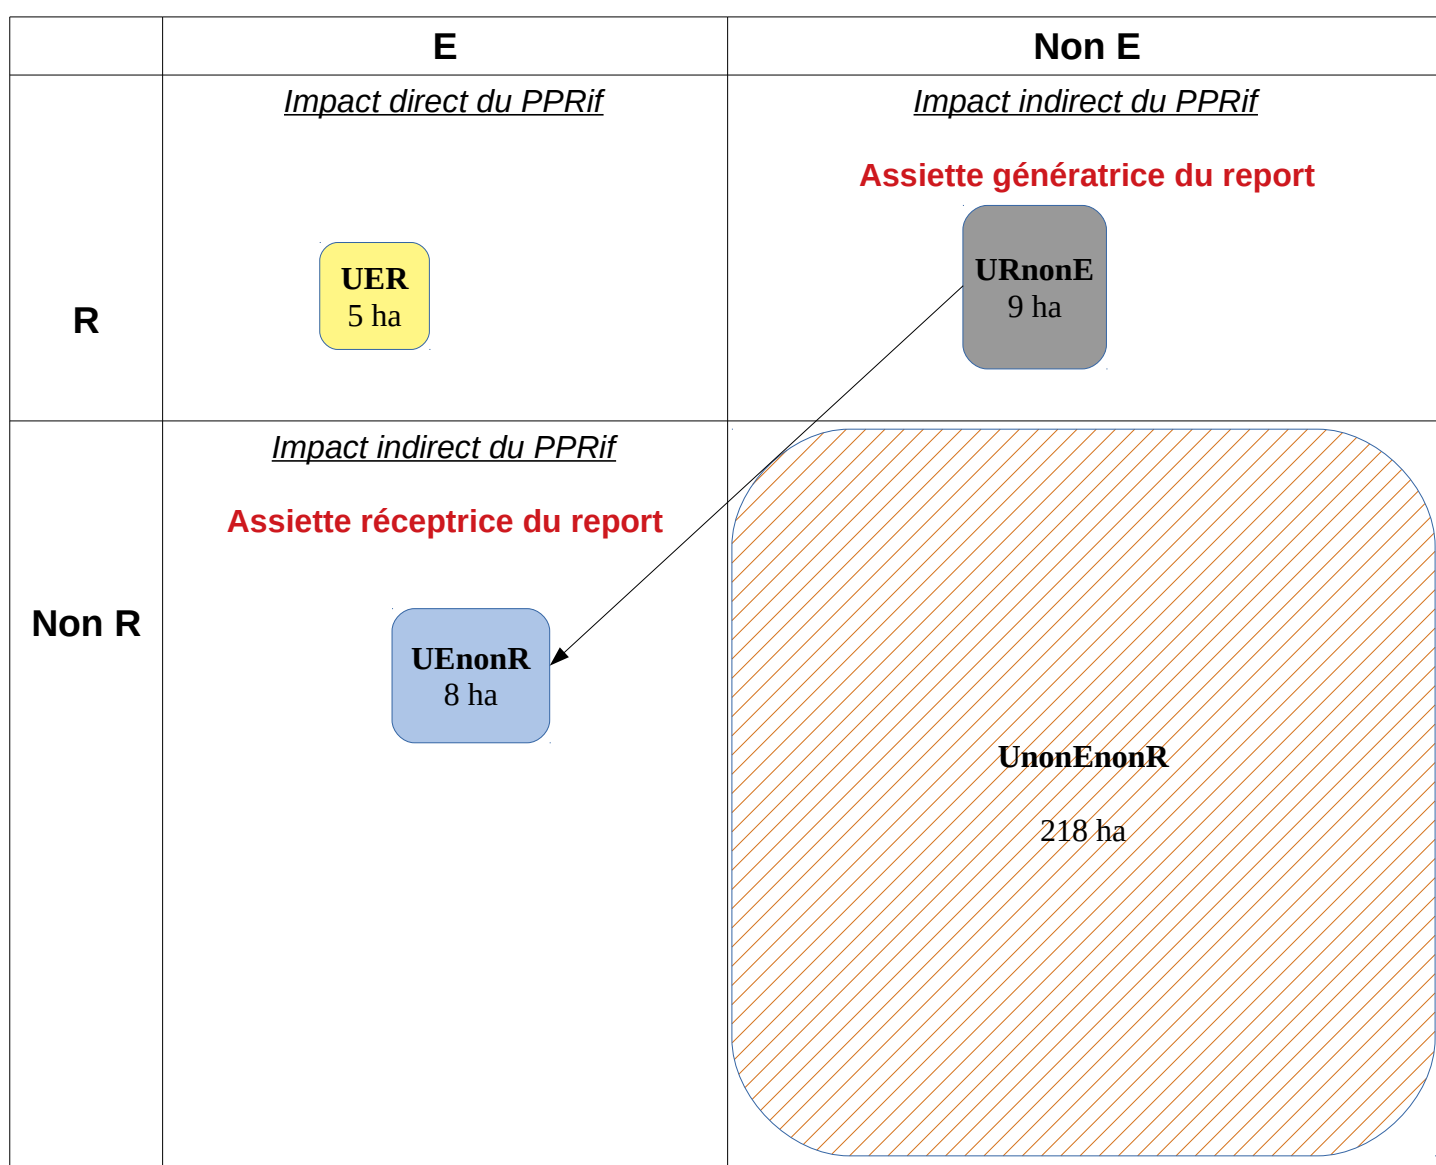 E
Non E
Impact direct du PPRif
Impact indirect du PPRif
Assiette génératrice du report
UER
5 ha
URnonE
9 ha
R
Impact indirect du PPRif
Assiette réceptrice du report
Non R
UEnonR
8 ha
UnonEnonR
218 ha